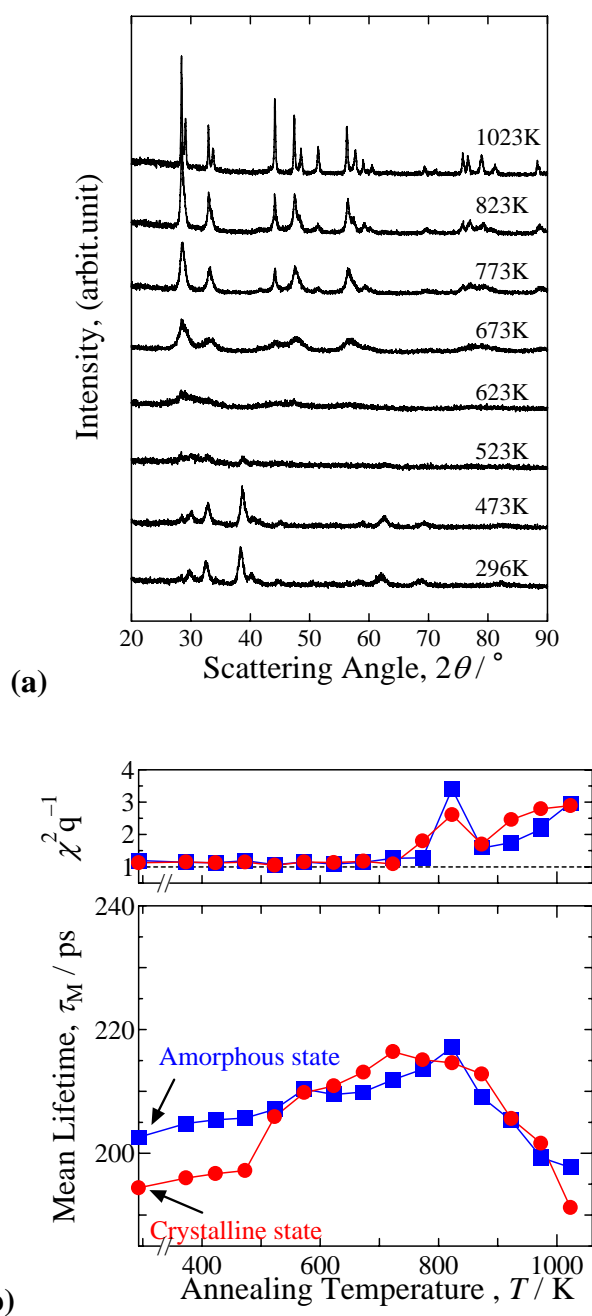 1023K
823K
773K
673K
623K
523K
473K
296K
Intensity, (arbit.unit)
20 30 40 50 60 70 80 90
Scattering Angle, 2θ / °
(a)
4
3
2
1
χ² q⁻¹
240
220
200
Mean Lifetime, τM / ps
Amorphous state
Crystalline state
400 600 800 1000
Annealing Temperature , T / K
)